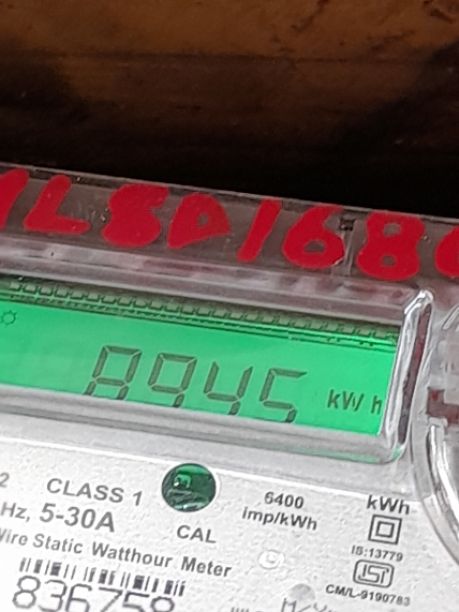 LSD168
8945 kWh
CLASS 1
Hz, 5-30A
CAL
6400
imp/kWh
kWh
Wire Static Watthour Meter
IS:13779
ISI
CM/L-9190783
836758